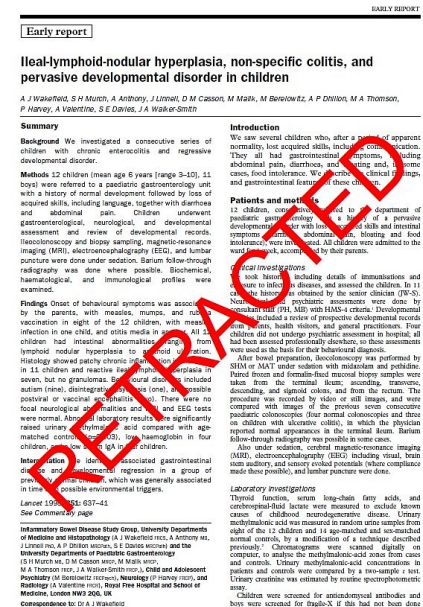 EARLY REPORT
Early report
Ileal-lymphoid-nodular hyperplasia, non-specific colitis, and
pervasive developmental disorder in children
A J Wakefield, S H Murch, A Anthony, J Linnell, D M Casson, M Malik, M Berelowitz, A P Dhillon, M A Thomson,
P Harvey, A Valentine, S E Davies, J A Walker-Smith
Summary
Background We investigated a consecutive series of
children with chronic enterocolitis and regressive
developmental disorder.
Methods 12 children (mean age 6 years [range 3–10], 11
boys) were referred to a paediatric gastroenterology unit
with a history of normal development followed by loss of
acquired skills, including language, together with diarrhoea
and abdominal pain. Children underwent
gastroenterological, neurological, and developmental
assessment and review of developmental records.
Ileocolonoscopy and biopsy sampling, magnetic-resonance
imaging (MRI), electroencephalography (EEG), and lumbar
puncture were done under sedation. Barium follow-through
radiography was done where possible. Biochemical,
haematological, and immunological profiles were
examined.
Findings Onset of behavioural symptoms was
by the parents, with measles, mumps, and
vaccination in eight of the 12 children, with
infection in one child, and otitis media in All 12
children had intestinal abnormalities,
lymphoid nodular hyperplasia to
Histology showed patchy chronic
in 11 children and reactive hyperplasia in
seven, but no granulomas. included
autism (nine), disintegrative
postviral or vaccinal encephalitis There were no
focal neurological abnormalities and EEG tests
were normal. Abnormal laboratory results were significantly
raised urinary acid compared with age-
matched low haemoglobin in four
children, and low IgA in children.
Interpretation We associated gastrointestinal
disease and developmental regression in a group of
previously children, which was generally associated
in time possible environmental triggers.
Lancet 351: 637–41
See Commentary page
Inflammatory Bowel Disease Study Group, University Departments
of Medicine and Histopathology (A J Wakefield FRCS, A Anthony MB,
J Linnell PhD, A P Dhillon MRCPath, S E Davies MRCPath) and the
University Departments of Paediatric Gastroenterology
(S H Murch MB, D M Casson MRCP, M Malik MRCP,
M A Thomson FRCP, J A Walker-Smith FRCP,), Child and Adolescent
Psychiatry (M Berelowitz FRCPsych), Neurology (P Harvey FRCP), and
Radiology (A Valentine FRCR), Royal Free Hospital and School of
Medicine, London NW3 2QG, UK
Correspondence to: Dr A J Wakefield
Introduction
We saw several children who, after a period of apparent
normality, lost acquired skills, including communication.
They all had gastrointestinal symptoms, including
abdominal pain, diarrhoea, and bloating and, in some
cases, food intolerance. We describe the clinical findings,
and gastrointestinal features of these children.
Patients and methods
12 children, consecutively referred to the department of
paediatric gastroenterology with a history of a pervasive
developmental disorder with loss of acquired skills and intestinal
symptoms (diarrhoea, abdominal pain, bloating and food
intolerance), were investigated. All children were admitted to the
ward for a week, accompanied by their parents.
Clinical investigations
We took histories, including details of immunisations and
exposure to infectious diseases, and assessed the children. In 11
cases the history was obtained by the senior clinician (JW-S).
Neurological and psychiatric assessments were done by
consultant staff (PH, MB) with HMS-4 criteria. Developmental
histories included a review of prospective developmental records
from parents, health visitors, and general practitioners. Four
children did not undergo psychiatric assessment in hospital; all
had been assessed professionally elsewhere, so these assessments
were used as the basis for their behavioural diagnosis.
After bowel preparation, ileocolonoscopy was performed by
SHM or MAT under sedation with midazolam and pethidine.
Paired frozen and formalin-fixed mucosal biopsy samples were
taken from the terminal ileum; ascending, transverse,
descending, and sigmoid colons, and from the rectum. The
procedure was recorded by video or still images, and were
compared with images of the previous seven consecutive
paediatric colonoscopies (four normal colonoscopies and three
on children with ulcerative colitis), in which the physician
reported normal appearances in the terminal ileum. Barium
follow-through radiography was possible in some cases.
Also under sedation, cerebral magnetic-resonance imaging
(MRI), electroencephalography (EEG) including visual, brain
stem auditory, and sensory evoked potentials (where compliance
made these possible), and lumbar puncture were done.
Laboratory investigations
Thyroid function, serum long-chain fatty acids, and
cerebrospinal-fluid lactate were measured to exclude known
causes of childhood neurodegenerative disease. Urinary
methylmalonic acid was measured in random urine samples from
eight of the 12 children and 14 age-matched and sex-matched
normal controls, by a modification of a technique described
previously. Chromatograms were scanned digitally on
computer, to analyse the methylmalonic-acid zones from cases
and controls. Urinary methylmalonic-acid concentrations in
patients and controls were compared by a two-sample t test.
Urinary creatinine was estimated by routine spectrophotometric
assay.
Children were screened for antiendomyseal antibodies and
boys were screened for fragile-X if this had not been done
RETRACTED